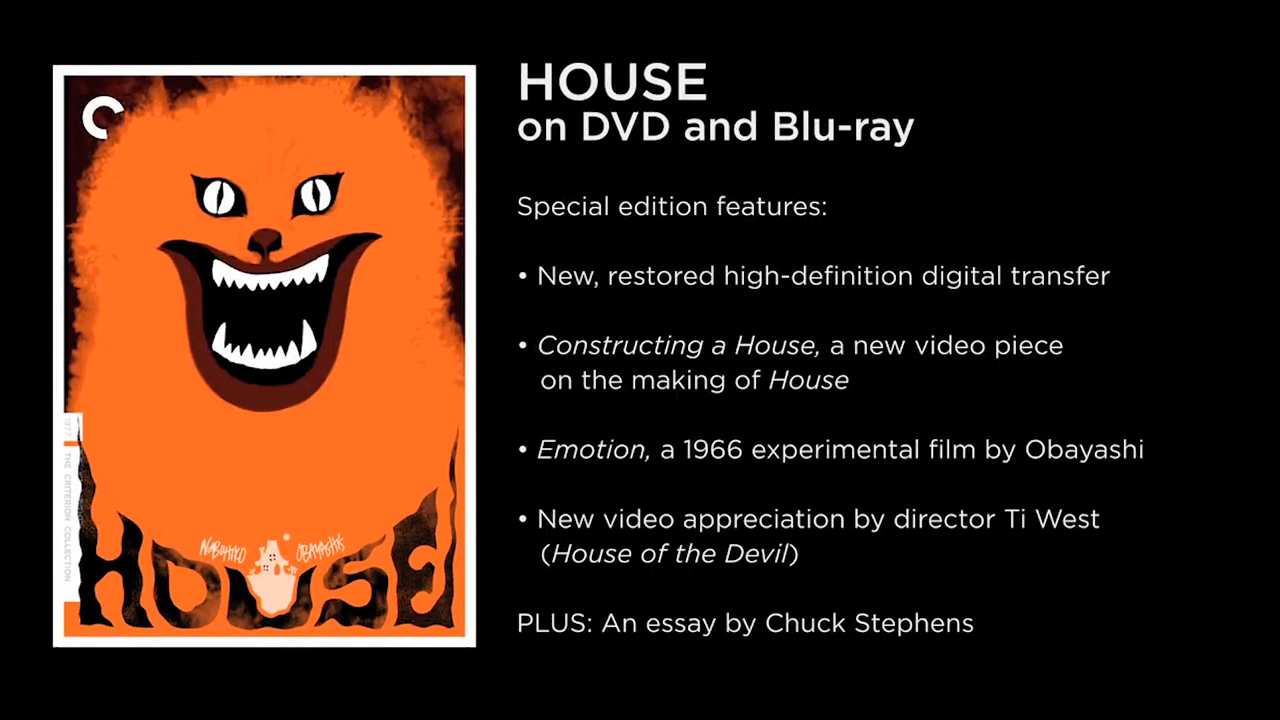 HOUSE
on DVD and Blu-ray
Special edition features:
• New, restored high-definition digital transfer
• Constructing a House, a new video piece
on the making of House
• Emotion, a 1966 experimental film by Obayashi
• New video appreciation by director Ti West
(House of the Devil)
PLUS: An essay by Chuck Stephens
1977 THE CRITERION COLLECTION
NOBUHIKO OBAYASHI'S
HOUSE